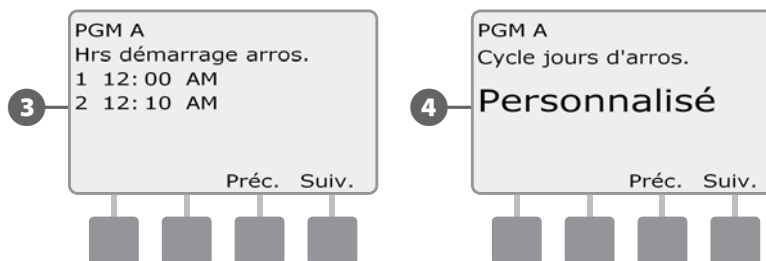 3
PGM A
Hrs démarrage arros.
1 12:00 AM
2 12:10 AM
Préc. Suiv.
4
PGM A
Cycle jours d'arros.
Personnalisé
Préc. Suiv.